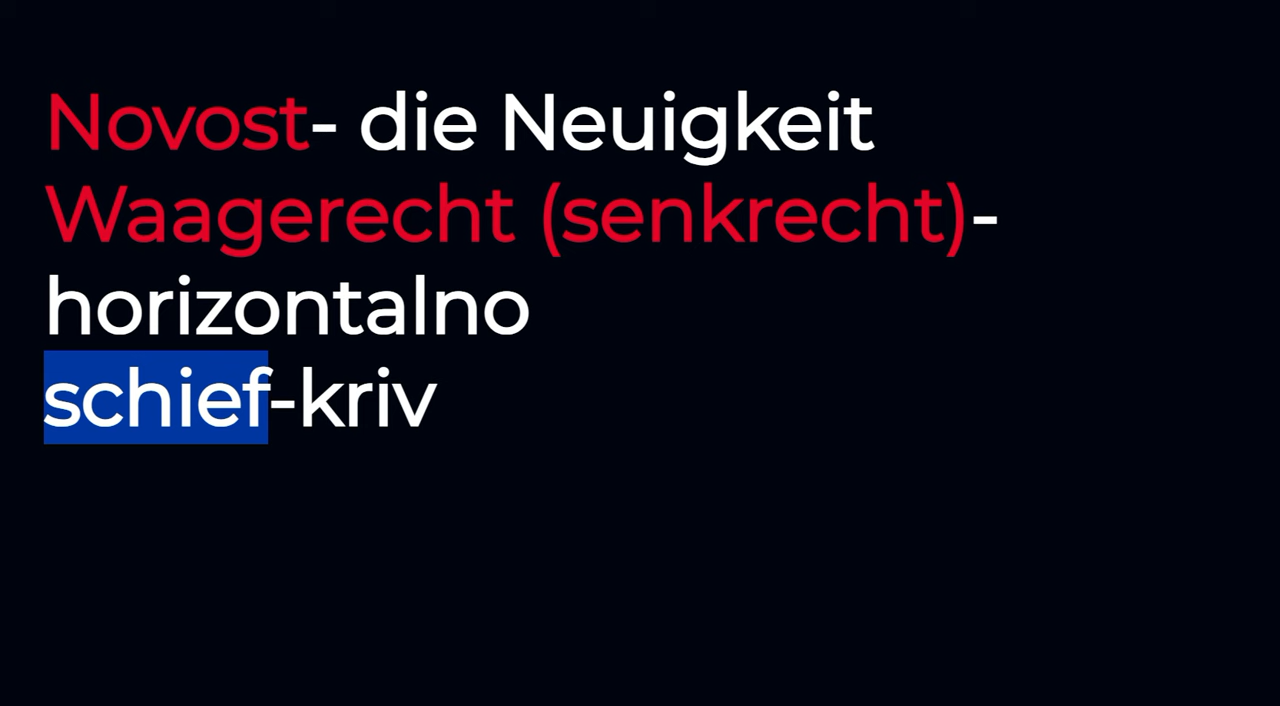 Novost- die Neuigkeit
Waagerecht (senkrecht)-
horizontalno
schief-kriv